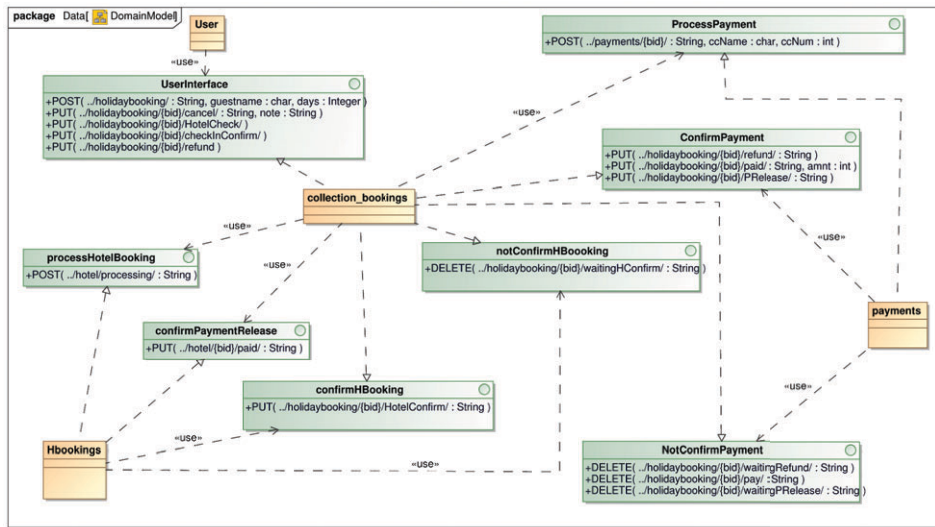 package Data[ DomainModel ]
User
«use»
UserInterface
+POST( ../holidaybooking/ : String, guestname : char, days : Integer )
+PUT( ../holidaybooking/{bid}/cancel/ : String, note : String )
+PUT( ../holidaybooking/{bid}/HotelCheck/ )
+PUT( ../holidaybooking/{bid}/checkInConfirm/ )
+PUT( ../holidaybooking/{bid}/refund )
ProcessPayment
+POST( ../payments/{bid}/ : String, ccName : char, ccNum : int )
«use»
ConfirmPayment
+PUT( ../holidaybooking/{bid}/refund/ : String )
+PUT( ../holidaybooking/{bid}/paid/ : String, amnt : int )
+PUT( ../holidaybooking/{bid}/PRelease/ : String )
collection_bookings
«use»
«use»
«use»
«use»
processHotelBooking
+POST( ../hotel/processing/ : String )
notConfirmHBoooking
+DELETE( ../holidaybooking/{bid}/waitingHConfirm/ : String )
confirmPaymentRelease
+PUT( ../hotel/{bid}/paid/ : String )
payments
confirmHBooking
+PUT( ../holidaybooking/{bid}/HotelConfirm/ : String )
«use»
Hbookings
«use»
«use»
NotConfirmPayment
+DELETE( ../holidaybooking/{bid}/waitingRefund/ : String )
+DELETE( ../holidaybooking/{bid}/pay/ : String )
+DELETE( ../holidaybooking/{bid}/waitingPRelease/ : String )